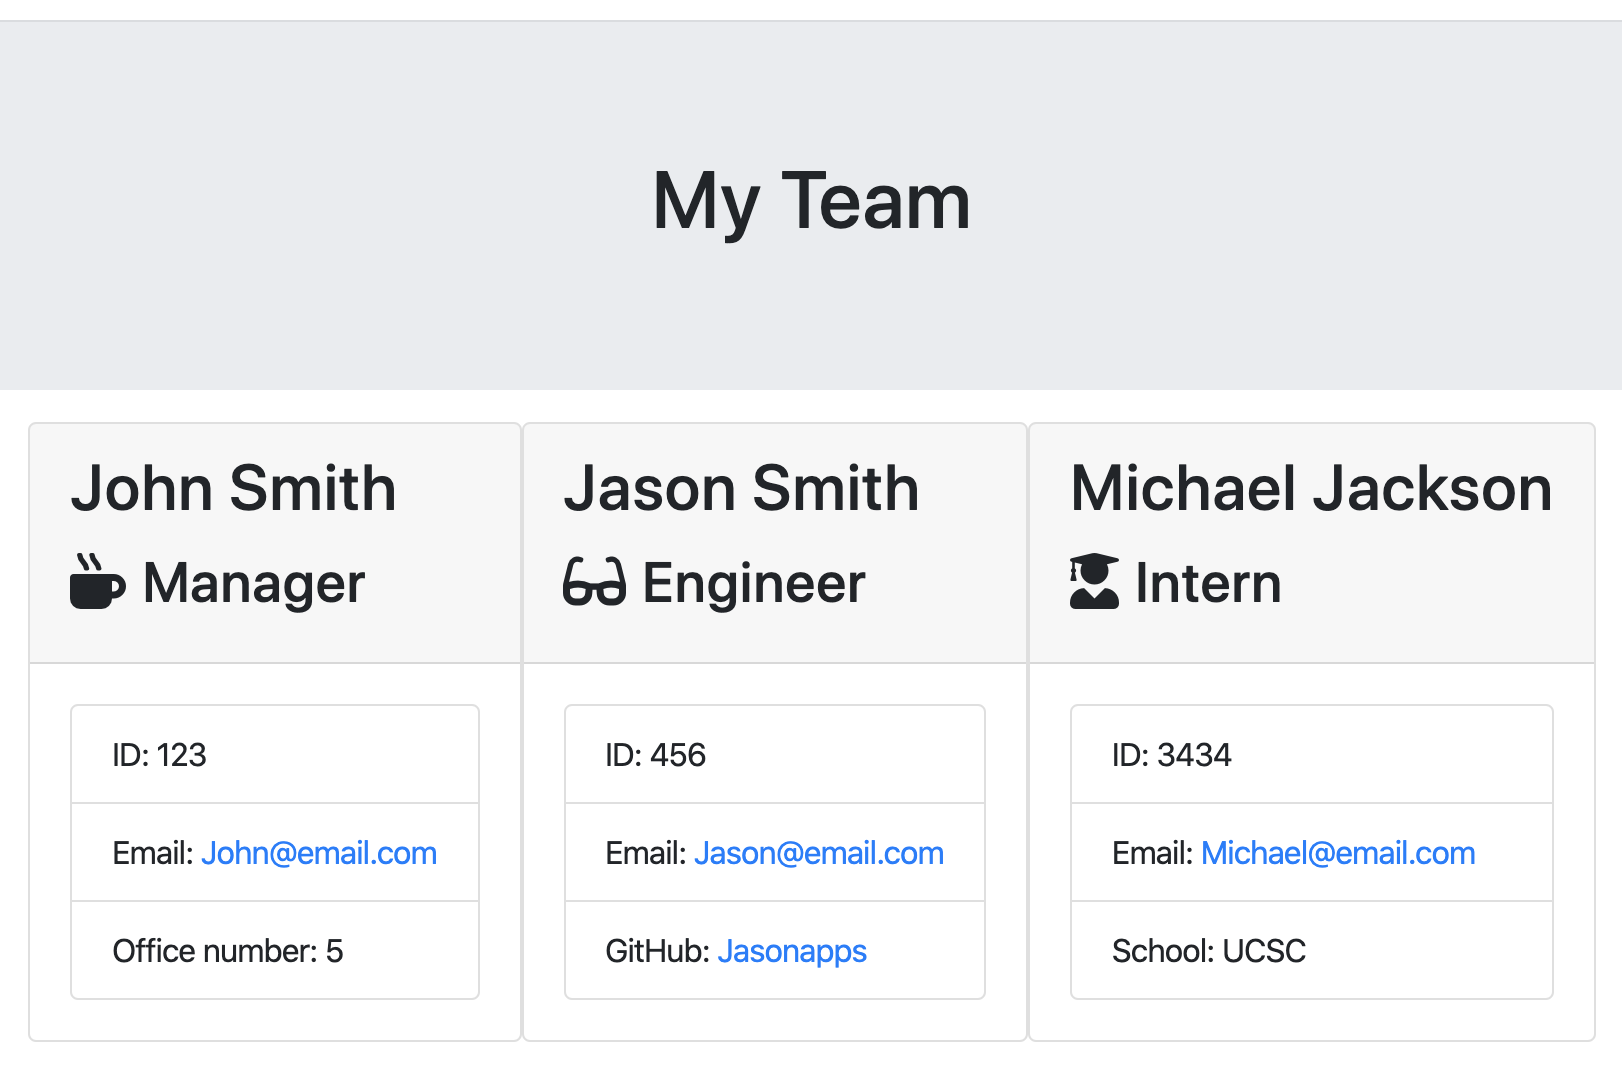 My Team
John Smith
Manager
ID: 123
Email: John@email.com
Office number: 5
Jason Smith
Engineer
ID: 456
Email: Jason@email.com
GitHub: Jasonapps
Michael Jackson
Intern
ID: 3434
Email: Michael@email.com
School: UCSC